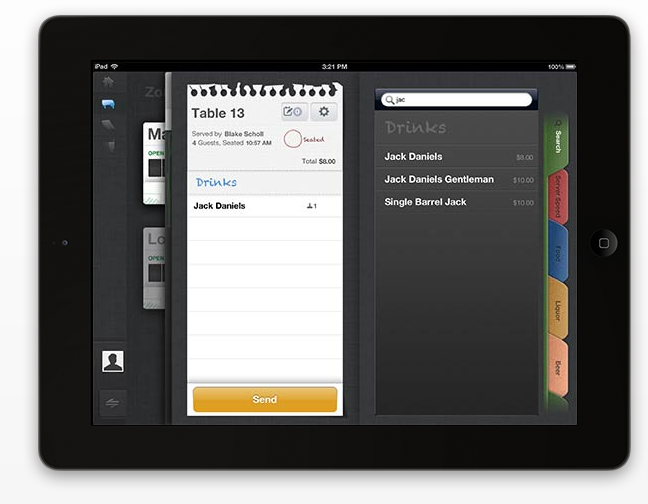 iPad
3:21 PM
100%
Zo
Ma
OPEN
Lo
OPEN
Table 13
Served by Blake Scholl
4 Guests, Seated 10:57 AM
Seated
Total $8.00
Drinks
Jack Daniels
1
Send
jac
Drinks
Jack Daniels $8.00
Jack Daniels Gentleman $10.00
Single Barrel Jack $10.00
Search
Server Speed
Food
Liquor
Beer